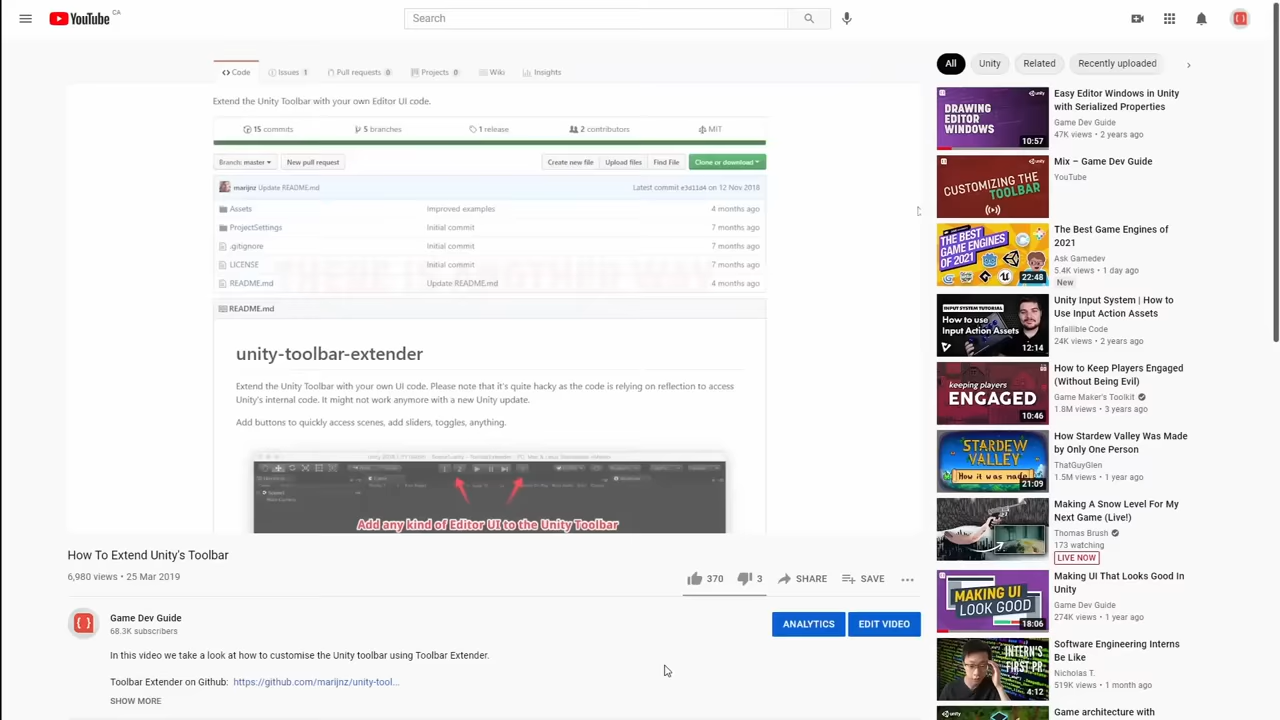 YouTube CA
Search
Code Issues 1 Pull requests 0 Projects 0 Wiki Insights
Extend the Unity Toolbar with your own Editor UI code.
15 commits 5 branches 1 release 2 contributors MIT
Branch: master New pull request Create new file Upload files Find File Clone or download
marijnz Update README.md Latest commit e3d11d4 on 12 Nov 2018
Assets Improved examples 4 months ago
ProjectSettings Initial commit 7 months ago
.gitignore Initial commit 7 months ago
LICENSE Initial commit 7 months ago
README.md Update README.md 4 months ago
README.md
unity-toolbar-extender
Extend the Unity Toolbar with your own UI code. Please note that it's quite hacky as the code is relying on reflection to access
Unity's internal code. It might not work anymore with a new Unity update.
Add buttons to quickly access scenes, add sliders, toggles, anything.
Add any kind of Editor UI to the Unity Toolbar
How To Extend Unity's Toolbar
6,980 views • 25 Mar 2019
370 3 SHARE SAVE
Game Dev Guide
68.3K subscribers
ANALYTICS EDIT VIDEO
In this video we take a look at how to extend the Unity toolbar using Toolbar Extender.
Toolbar Extender on Github: https://github.com/marijnz/unity-tool...
SHOW MORE
All Unity Related Recently uploaded
DRAWING
EDITOR
WINDOWS
unity
10:57
Easy Editor Windows in Unity
with Serialized Properties
Game Dev Guide
47K views • 2 years ago
CUSTOMIZING THE
TOOLBAR
Mix – Game Dev Guide
YouTube
THE BEST
GAME ENGINES
OF 2021
22:48
The Best Game Engines of
2021
Ask Gamedev
5.4K views • 1 day ago
New
INPUT SYSTEM TUTORIAL
How to use
Input Action
Assets
12:14
Unity Input System | How to
Use Input Action Assets
Infallible Code
24K views • 2 years ago
keeping players
ENGAGED
10:46
How to Keep Players Engaged
(Without Being Evil)
Game Maker's Toolkit
1.8M views • 3 years ago
STARDEW
VALLEY
How it was made
21:09
How Stardew Valley Was Made
by Only One Person
ThatGuyGlen
1.5M views • 1 year ago
Making A Snow Level For My
Next Game (Live!)
Thomas Brush
173 watching
LIVE NOW
MAKING UI
LOOK GOOD
18:06
Making UI That Looks Good In
Unity
Game Dev Guide
274K views • 1 year ago
INTERN'S
FIRST PR
4:12
Software Engineering Interns
Be Like
Nicholas T.
519K views • 1 month ago
unity
Game architecture with